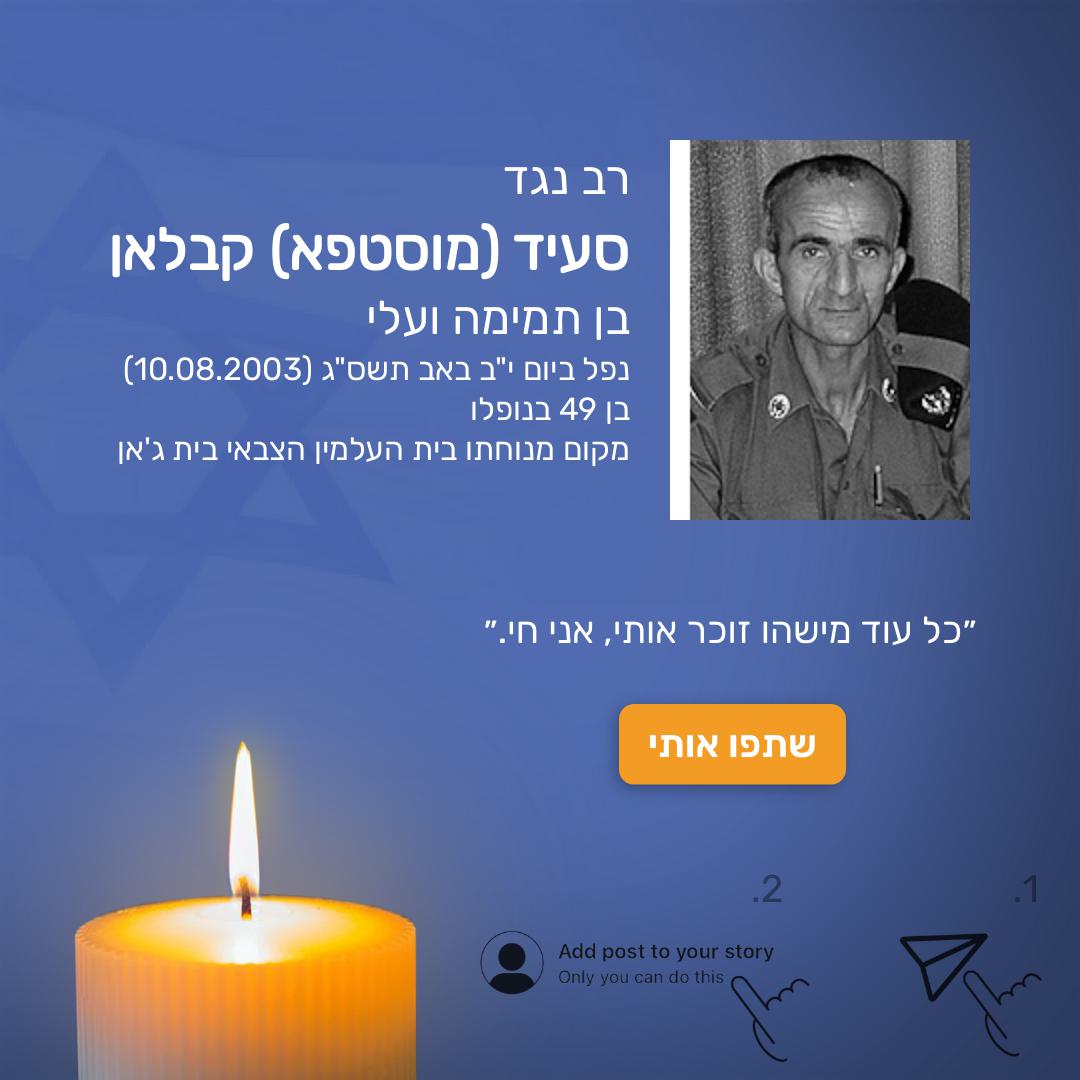 רב נגד
סעיד (מוסטפא) קבלאן
בן תמימה ועלי
נפל ביום י"ב באב תשס"ג (10.08.2003)
בן 49 בנופלו
מקום מנוחתו בית העלמין הצבאי בית ג'אן
״כל עוד מישהו זוכר אותי, אני חי.״
שתפו אותי
.1
.2
Add post to your story
Only you can do this